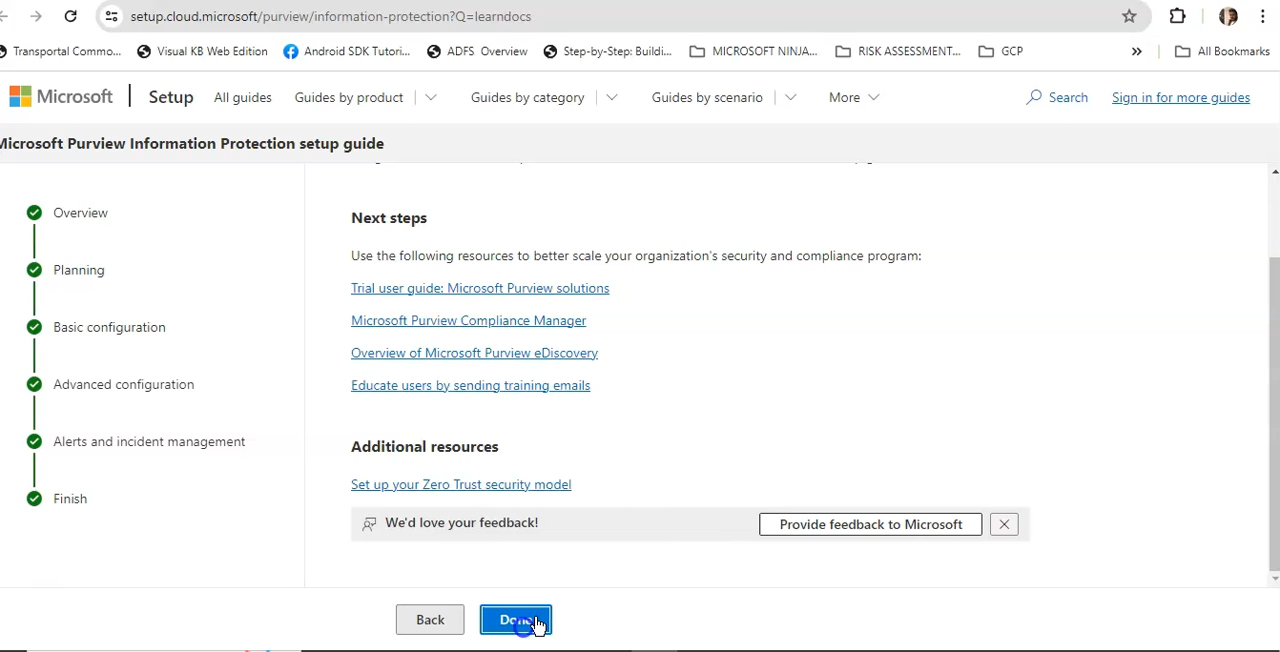 setup.cloud.microsoft/purview/information-protection?Q=learndocs
Transportal Commo... Visual KB Web Edition Android SDK Tutori... ADFS Overview Step-by-Step: Buildi... MICROSOFT NINJA... RISK ASSESSMENT... GCP » All Bookmarks
Microsoft | Setup All guides Guides by product Guides by category Guides by scenario More Search Sign in for more guides
Microsoft Purview Information Protection setup guide
Overview
Planning
Basic configuration
Advanced configuration
Alerts and incident management
Finish
Next steps
Use the following resources to better scale your organization's security and compliance program:
Trial user guide: Microsoft Purview solutions
Microsoft Purview Compliance Manager
Overview of Microsoft Purview eDiscovery
Educate users by sending training emails
Additional resources
Set up your Zero Trust security model
We'd love your feedback! Provide feedback to Microsoft
Back Done